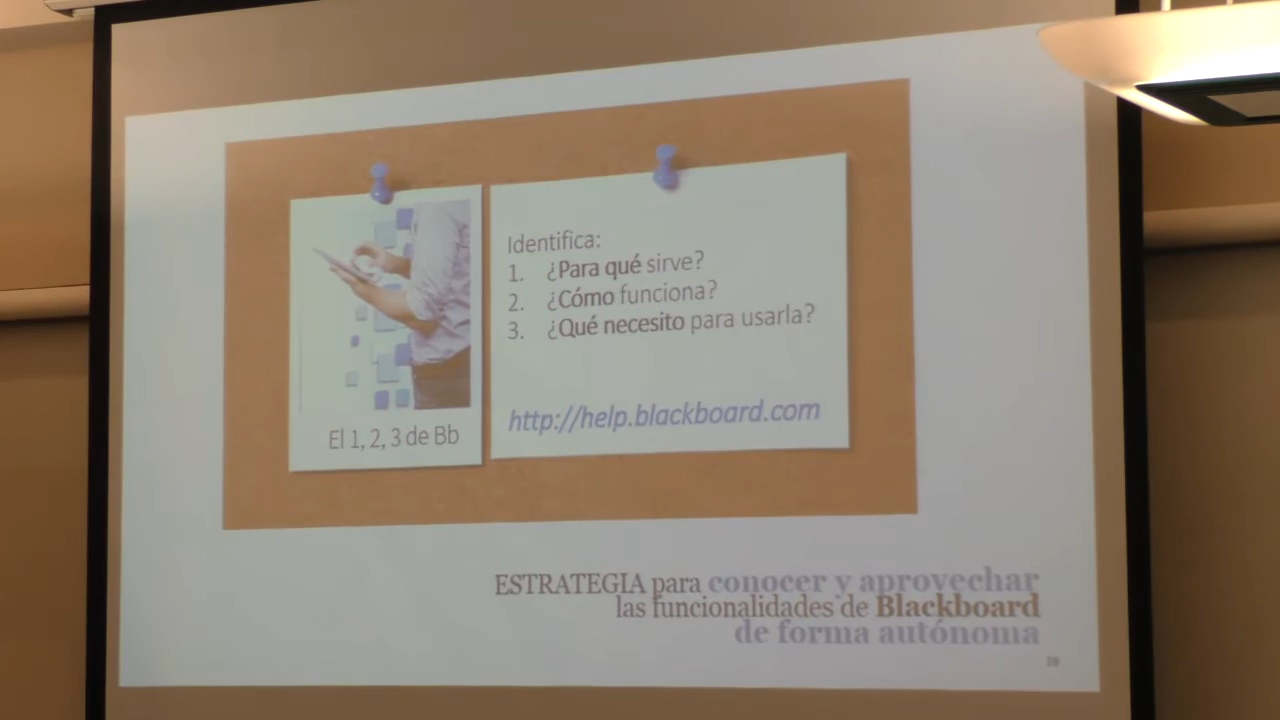 Identifica:
1. ¿Para qué sirve?
2. ¿Cómo funciona?
3. ¿Qué necesito para usarla?
http://help.blackboard.com
El 1, 2, 3 de Bb
ESTRATEGIA para conocer y aprovechar
las funcionalidades de Blackboard
de forma autónoma